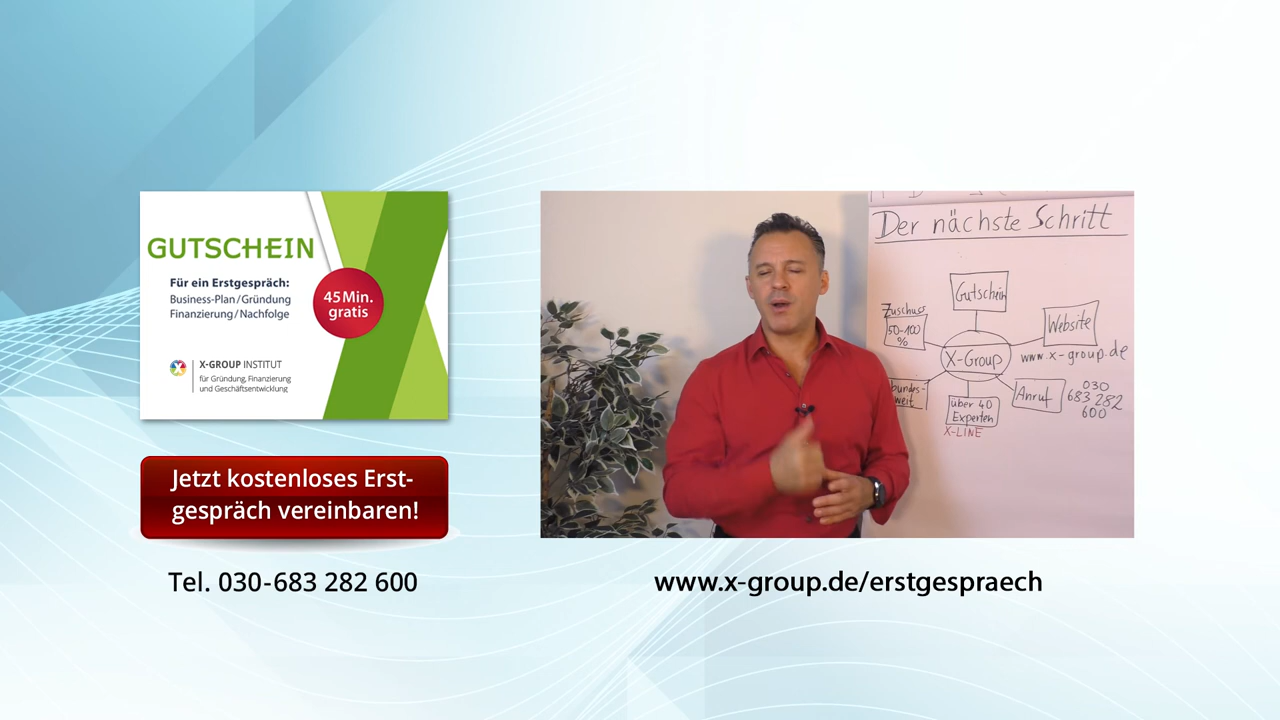 GUTSCHEIN
Für ein Erstgespräch:
Business-Plan/Gründung
Finanzierung/Nachfolge
45 Min.
gratis
X-GROUP INSTITUT
für Gründung, Finanzierung
und Geschäftsentwicklung
Jetzt kostenloses Erst-
gespräch vereinbaren!
Tel. 030-683 282 600
Der nächste Schritt
Gutschein
Zuschuss
50-100
%
Website
www.x-group.de
X-Group
bundes-
weit
über 40
Experten
X-LINE
Anruf
030
683 282
600
www.x-group.de/erstgespraech